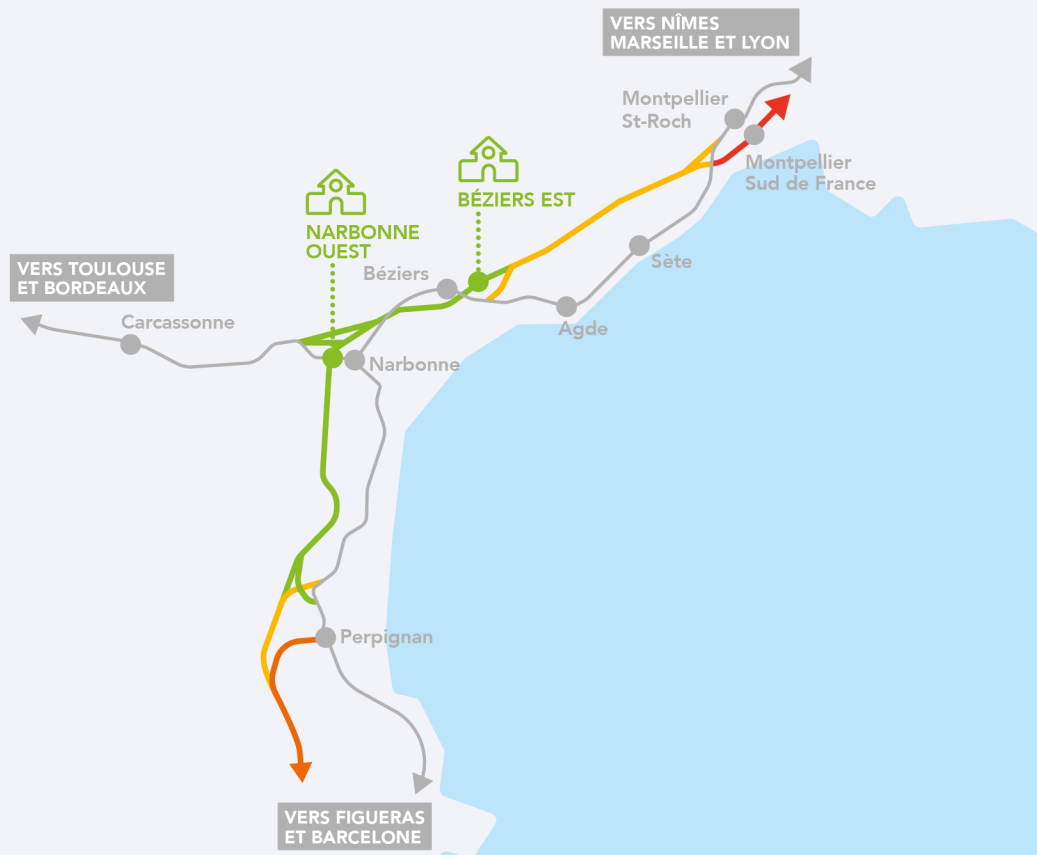 VERS NÎMES
MARSEILLE ET LYON
Montpellier
St-Roch
Montpellier
Sud de France
BÉZIERS EST
NARBONNE
OUEST
VERS TOULOUSE
ET BORDEAUX
Béziers
Sète
Carcassonne
Agde
Narbonne
Perpignan
VERS FIGUERAS
ET BARCELONE